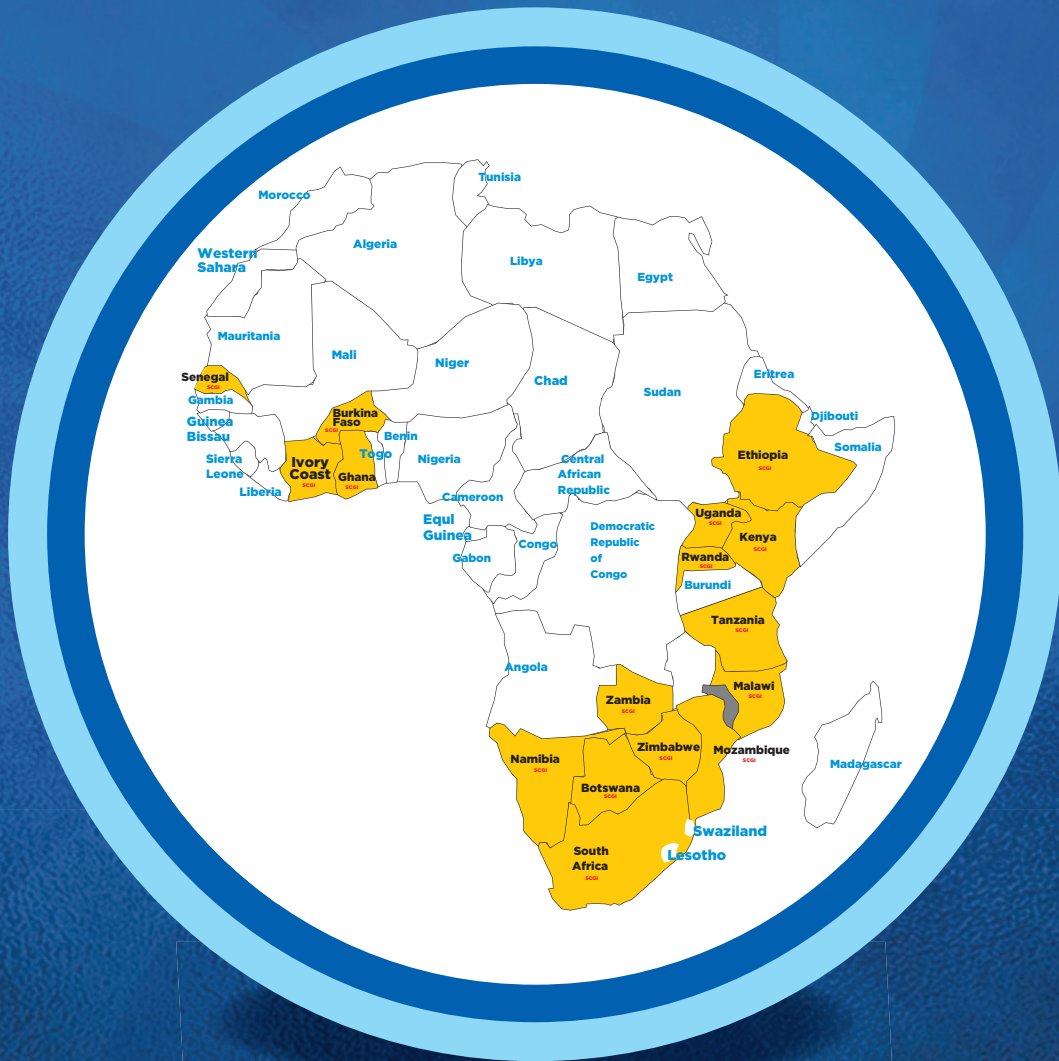 Tunisia
Morocco
Algeria
Western
Sahara
Libya
Egypt
Mauritania
Mali
Niger
Chad
Sudan
Eritrea
Senegal
SCGI
Gambia
Guinea
Bissau
Burkina
Faso
SCGI
Djibouti
Benin
Togo
Nigeria
Somalia
Ethiopia
SCGI
Sierra
Leone
Ivory
Coast
SCGI
Ghana
SCGI
Central
African
Republic
Liberia
Cameroon
Equl
Guinea
Uganda
SCGI
Democratic
Republic
of
Congo
Kenya
SCGI
Congo
Gabon
Rwanda
SCGI
Burundi
Tanzania
SCGI
Angola
Malawi
SCGI
Zambia
SCGI
Zimbabwe
SCGI
Mozambique
SCGI
Namibia
SCGI
Madagascar
Botswana
SCGI
Swaziland
Lesotho
South
Africa
SCGI